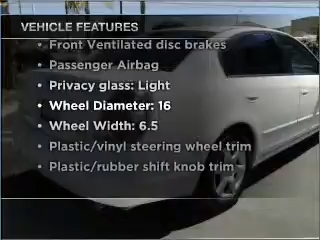 VEHICLE FEATURES
• Front Ventilated disc brakes
• Passenger Airbag
• Privacy glass: Light
• Wheel Diameter: 16
• Wheel Width: 6.5
• Plastic/vinyl steering wheel trim
• Plastic/rubber shift knob trim